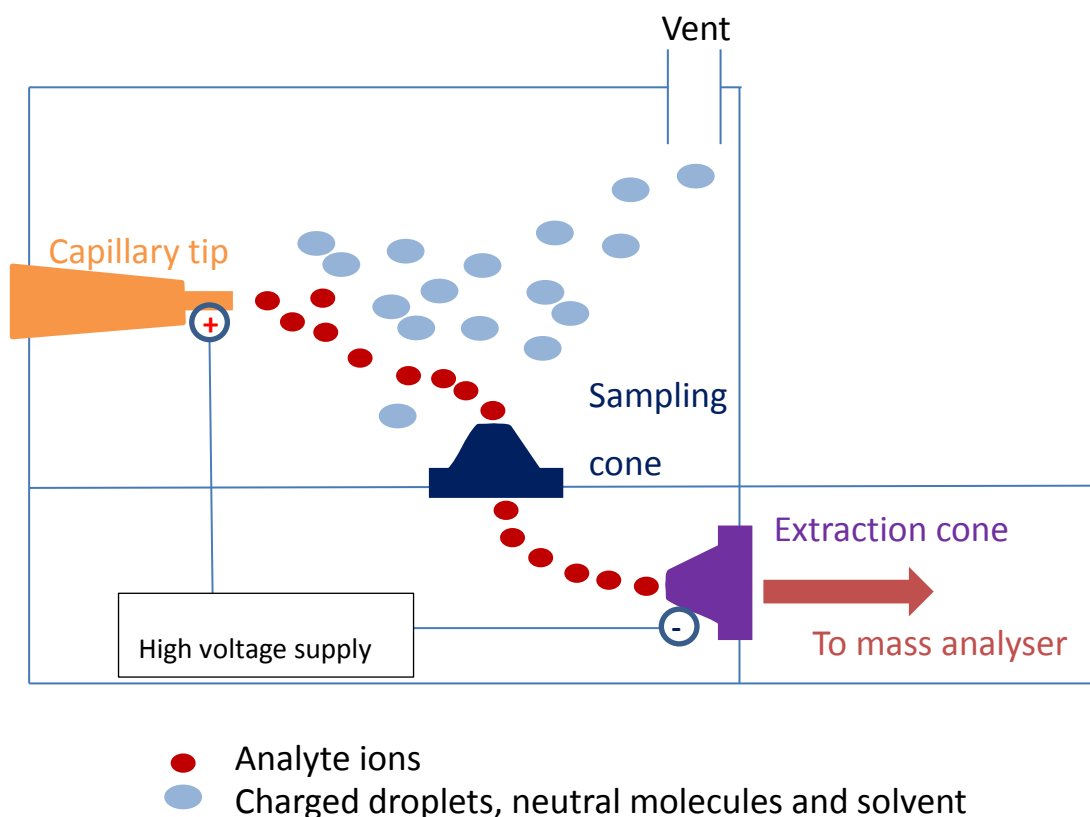 Vent
Capillary tip
+
Sampling
cone
Extraction cone
-
High voltage supply
To mass analyser
Analyte ions
Charged droplets, neutral molecules and solvent